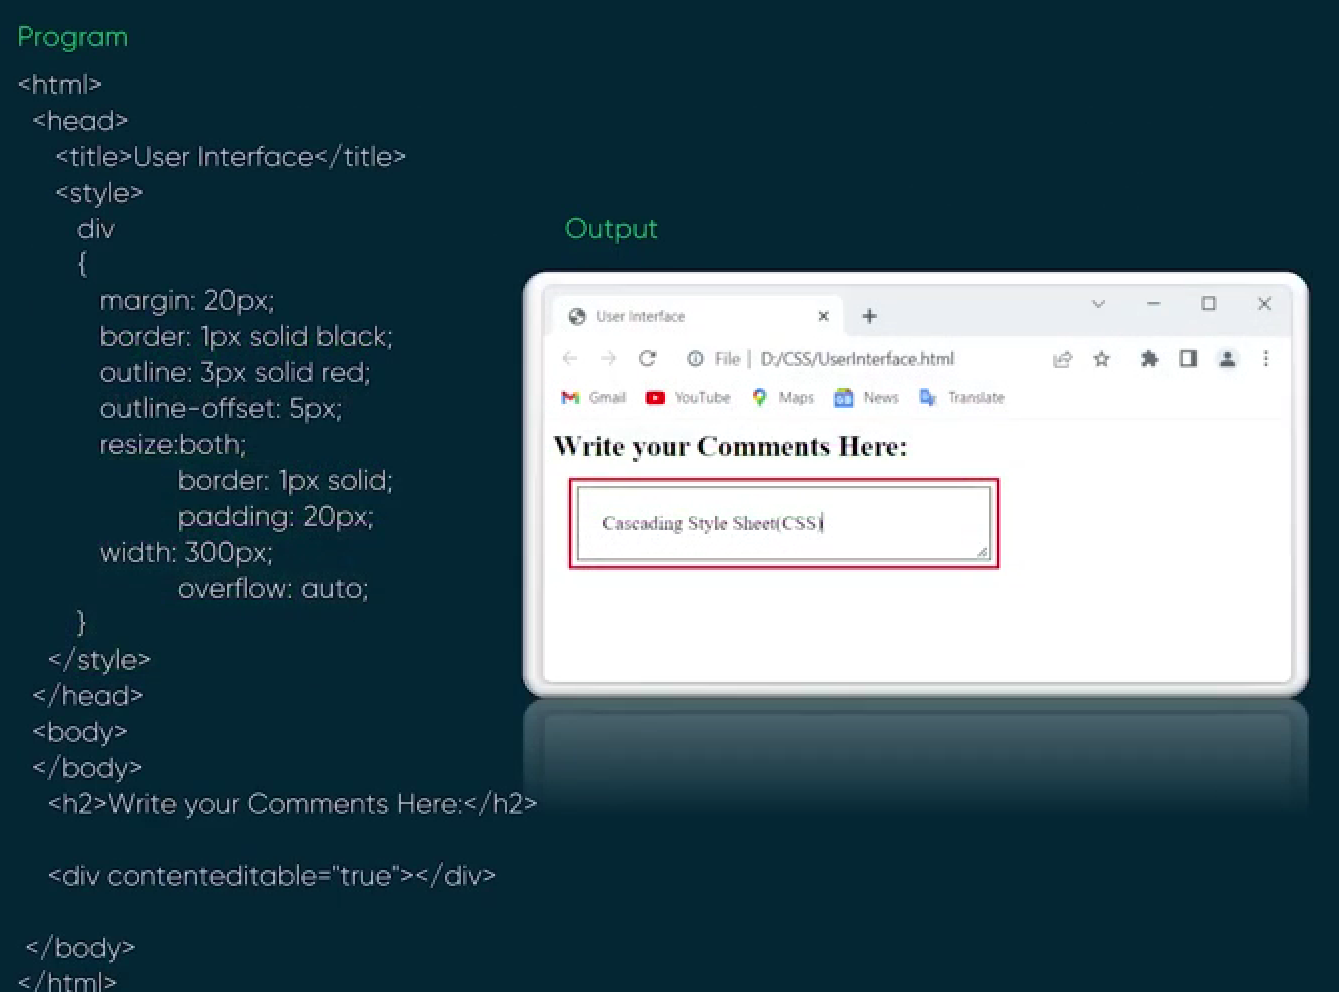 Program
<html>
<head>
<title>User Interface</title>
<style>
div
{
margin: 20px;
border: 1px solid black;
outline: 3px solid red;
outline-offset: 5px;
resize:both;
border: 1px solid;
padding: 20px;
width: 300px;
overflow: auto;
}
</style>
</head>
<body>
</body>
<h2>Write your Comments Here:</h2>
<div contenteditable="true"></div>
</body>
</html>
Output
User Interface
File | D:/CSS/UserInterface.html
Gmail YouTube Maps News Translate
Write your Comments Here:
Cascading Style Sheet(CSS)